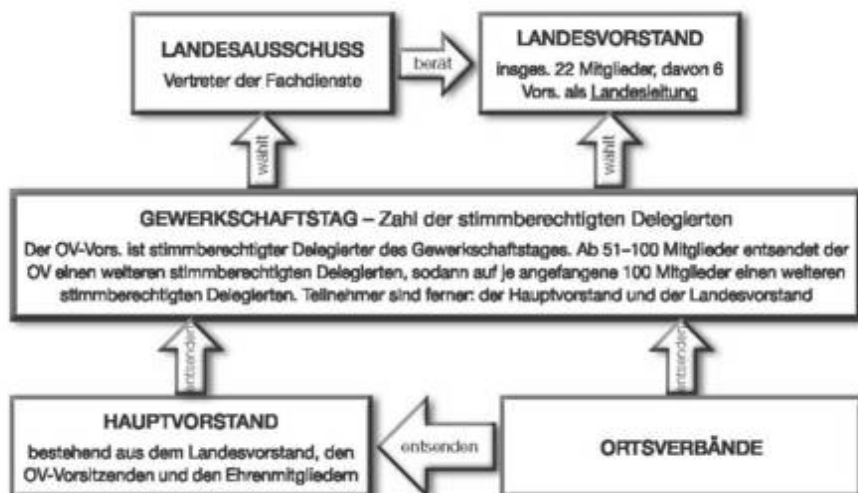 LANDESAUSSCHUSS
Vertreter der Fachdienste
berät
LANDESVORSTAND
insges. 22 Mitglieder, davon 6
Vors. als Landesleitung
wählt
wählt
GEWERKSCHAFTSTAG – Zahl der stimmberechtigten Delegierten
Der OV-Vors. ist stimmberechtigter Delegierter des Gewerkschaftstages. Ab 51–100 Mitglieder entsendet der
OV einen weiteren stimmberechtigten Delegierten, sodann auf je angefangene 100 Mitglieder einen weiteren
stimmberechtigten Delegierten. Teilnehmer sind ferner: der Hauptvorstand und der Landesvorstand
entsenden
entsenden
HAUPTVORSTAND
bestehend aus dem Landesvorstand, den
OV-Vorsitzenden und den Ehrenmitgliedern
entsenden
ORTSVERBÄNDE